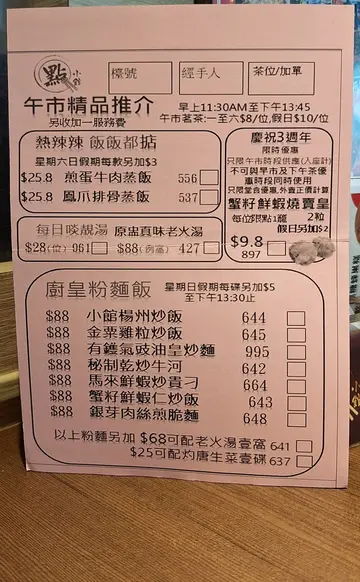 點
小館
檯號
經手人
茶位/加單
午市精品推介
另收加一服務費
早上11:30AM至下午13:45
午市茗茶:一至六$8/位,假日$10/位
熱辣辣 飯飯都掂
星期六日假期每款另加$3
$25.8 煎蛋牛肉蒸飯 556
$25.8 鳳爪排骨蒸飯 537
慶祝3週年
限時優惠
只限午市時段供應(入座計)
不可與早市及下午茶優
惠時段同時使用
只限堂食優惠,外賣正價計算
蟹籽鮮蝦燒賣皇
每位限點1籠 2粒
假日另加$2
$9.8
897
每日啖靚湯 原盅真味老火湯
$28(位) 961 $88(例窩) 427
廚皇粉麵飯 星期日假期每碟另加$5
至下午13:30止
$88 小館楊州炒飯 644
$88 金粟雞粒炒飯 645
$88 有鑊氣豉油皇炒麵 995
$88 秘制乾炒牛河 642
$88 馬來鮮蝦炒貴刁 664
$88 蟹籽鮮蝦仁炒飯 643
$88 銀芽肉絲煎脆麵 648
以上粉麵另加 $68可配老火湯壹窩 641
$25可配灼唐生菜壹碟 637